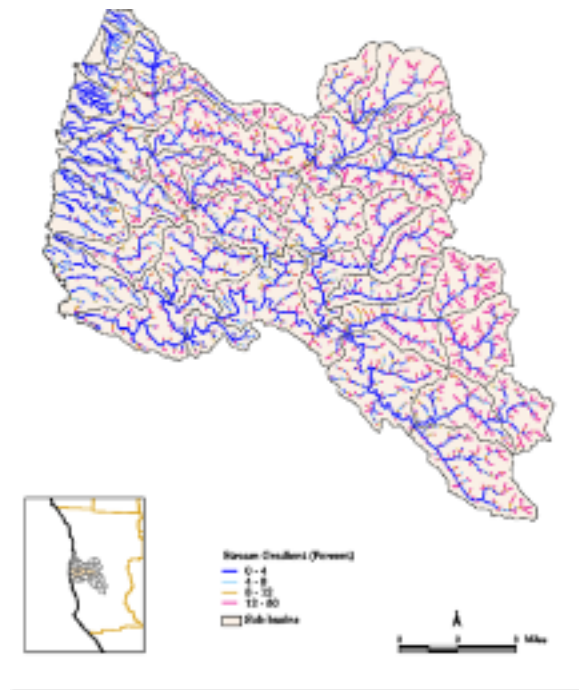 Stream Gradient (Percent)
0 - 4
4 - 8
8 - 12
12 - 80
Sub basins
Miles